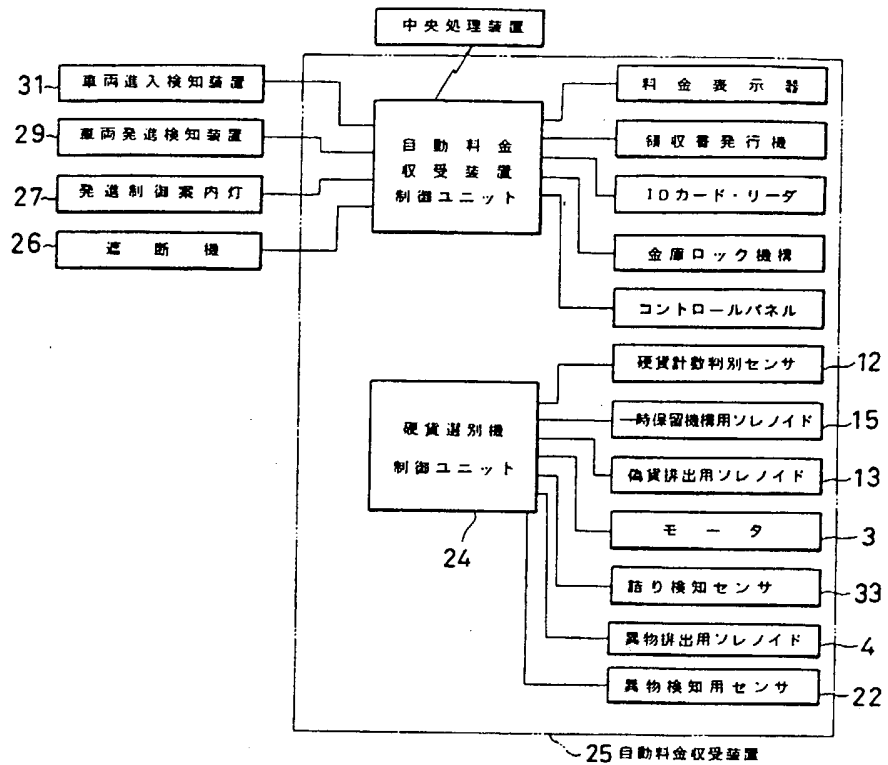 中央処理装置
31 車両進入検知装置
29 車両発進検知装置
27 発進制御案内灯
26 遮断機
自動料金
収受装置
制御ユニット
料金表示器
領収書発行機
IDカード・リーダ
金庫ロック機構
コントロールパネル
硬貨選別機
制御ユニット
24
硬貨計数判別センサ 12
一時保留機構用ソレノイド 15
偽貨排出用ソレノイド 13
モータ 3
詰り検知センサ 33
異物排出用ソレノイド 4
異物検知用センサ 22
25 自動料金収受装置